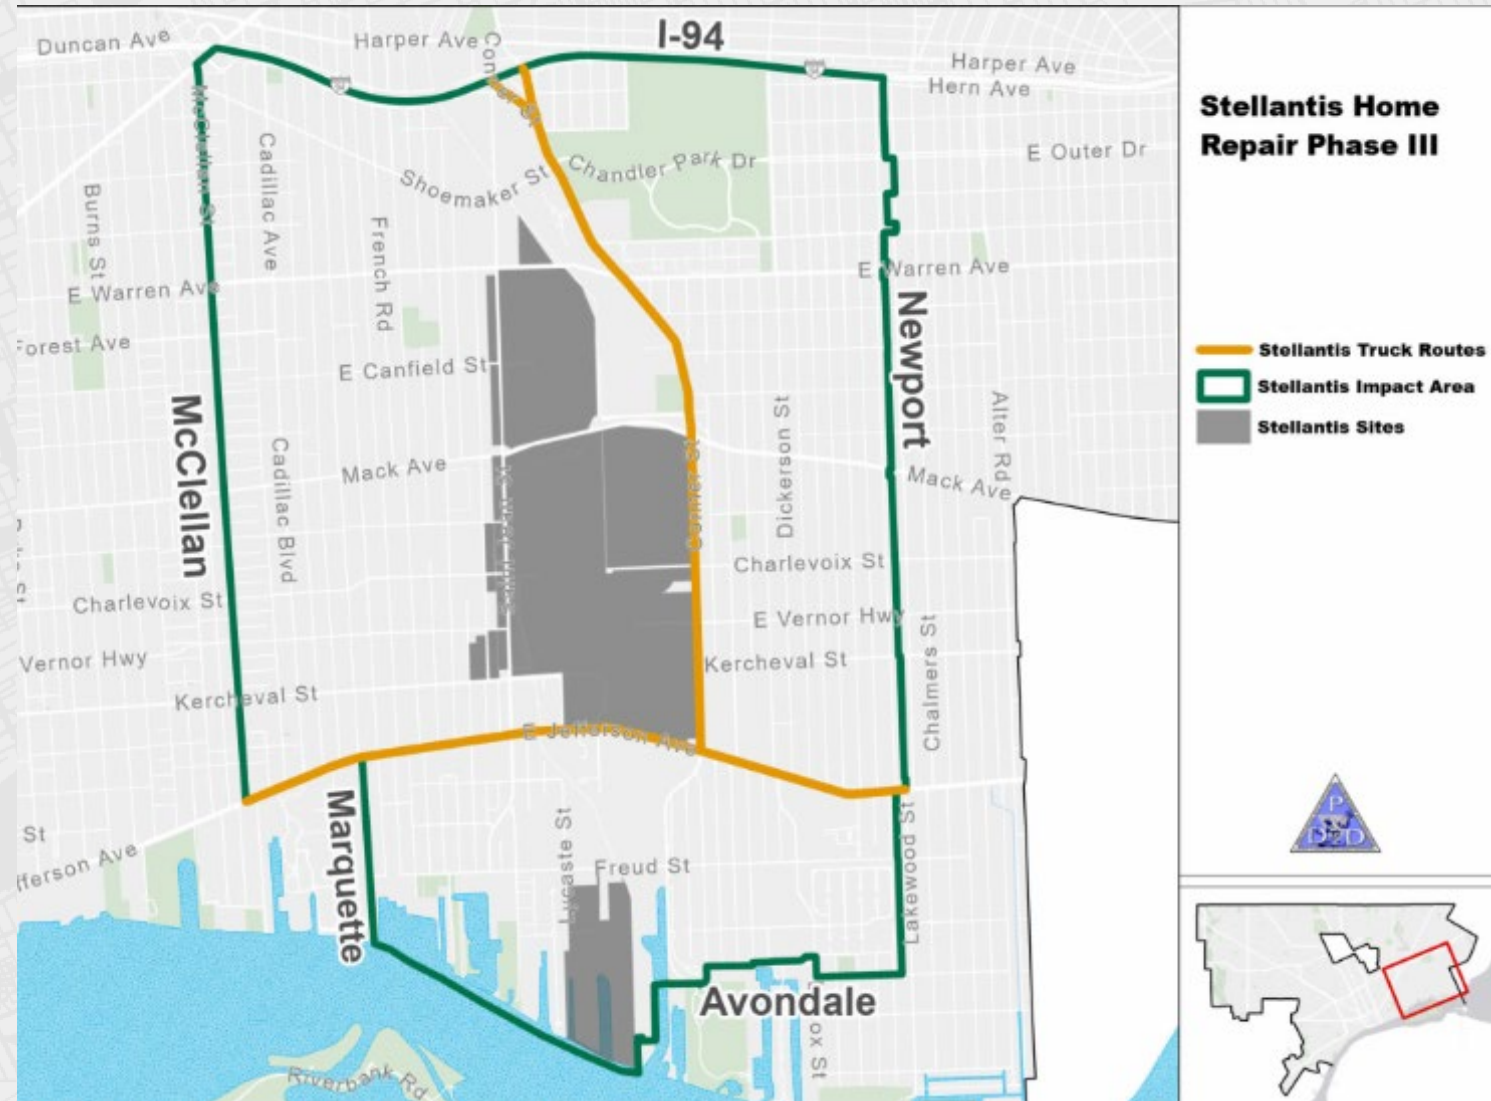 Duncan Ave
Harper Ave
Conner St
I-94
Harper Ave
Hern Ave
McClellan St
Cadillac Ave
Burns St
Shoemaker St
Chandler Park Dr
E Outer Dr
French Rd
E Warren Ave
E Warren Ave
Forest Ave
E Canfield St
Newport
McClellan
Cadillac Blvd
Mack Ave
Conner St
Dickerson St
Alter Rd
Mack Ave
Charlevoix St
Charlevoix St
E Vernor Hwy
Vernor Hwy
Kercheval St
Kercheval St
Chalmers St
E Jefferson Ave
St
fferson Ave
Marquette
Freud St
Lakewood St
Avondale
ox St
Riverbank Rd
Stellantis Home
Repair Phase III
Stellantis Truck Routes
Stellantis Impact Area
Stellantis Sites
P
D D